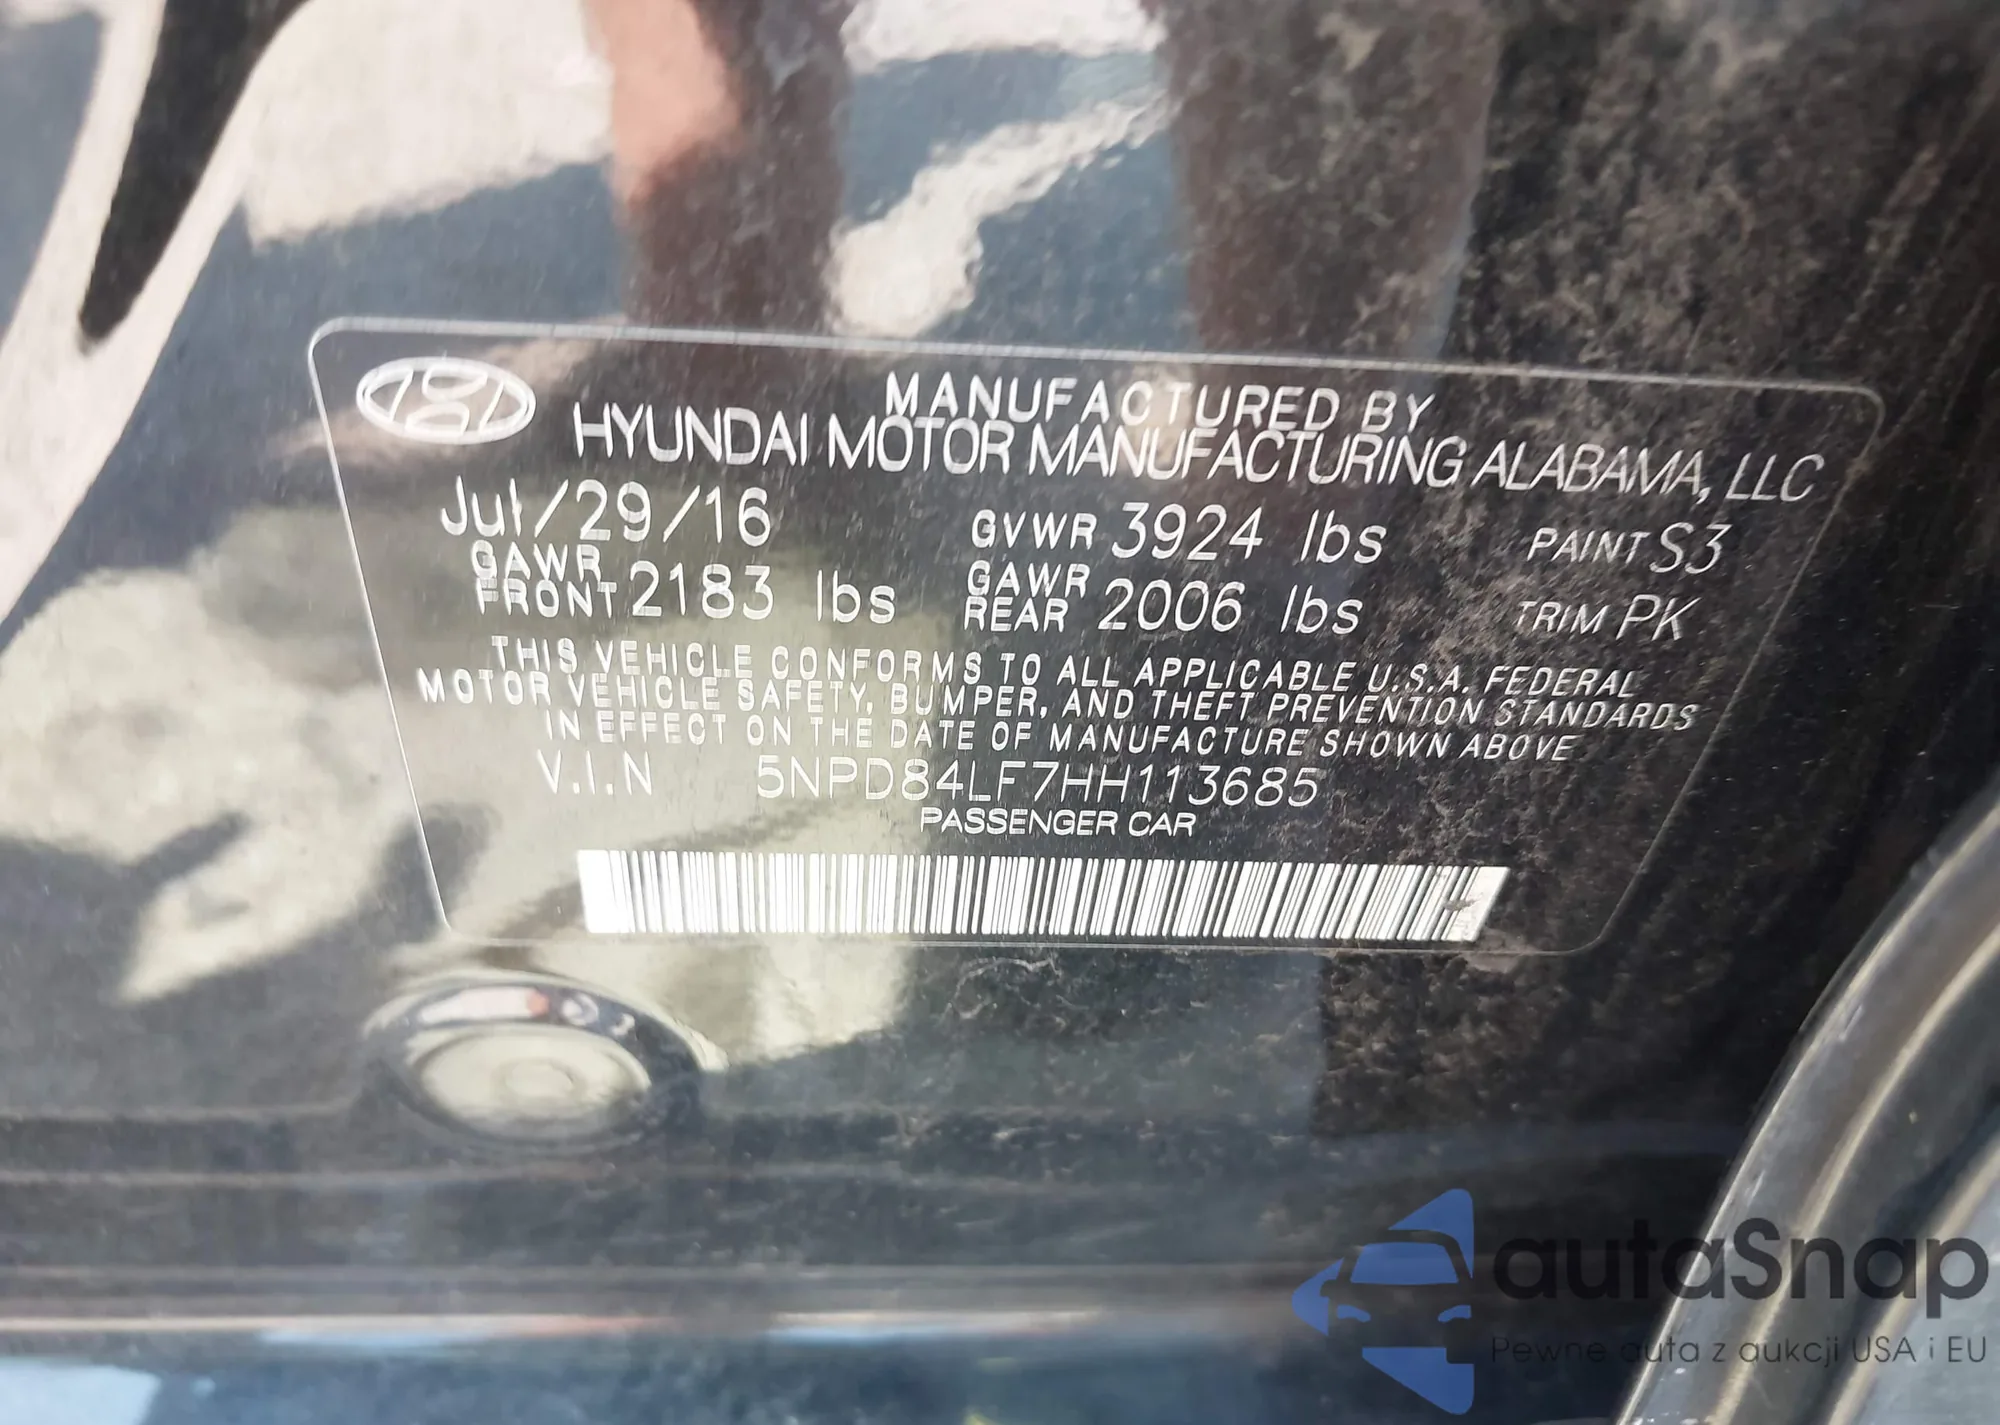 MANUFACTURED BY
HYUNDAI MOTOR MANUFACTURING ALABAMA, LLC
Jul/29/16 GVWR 3924 lbs PAINT S3
GAWR FRONT 2183 lbs GAWR REAR 2006 lbs TRIM PK
THIS VEHICLE CONFORMS TO ALL APPLICABLE U.S.A. FEDERAL
MOTOR VEHICLE SAFETY, BUMPER, AND THEFT PREVENTION STANDARDS
IN EFFECT ON THE DATE OF MANUFACTURE SHOWN ABOVE
V.I.N 5NPD84LF7HH113685
PASSENGER CAR
autaSnap
Pewne auta z aukcji USA i EU